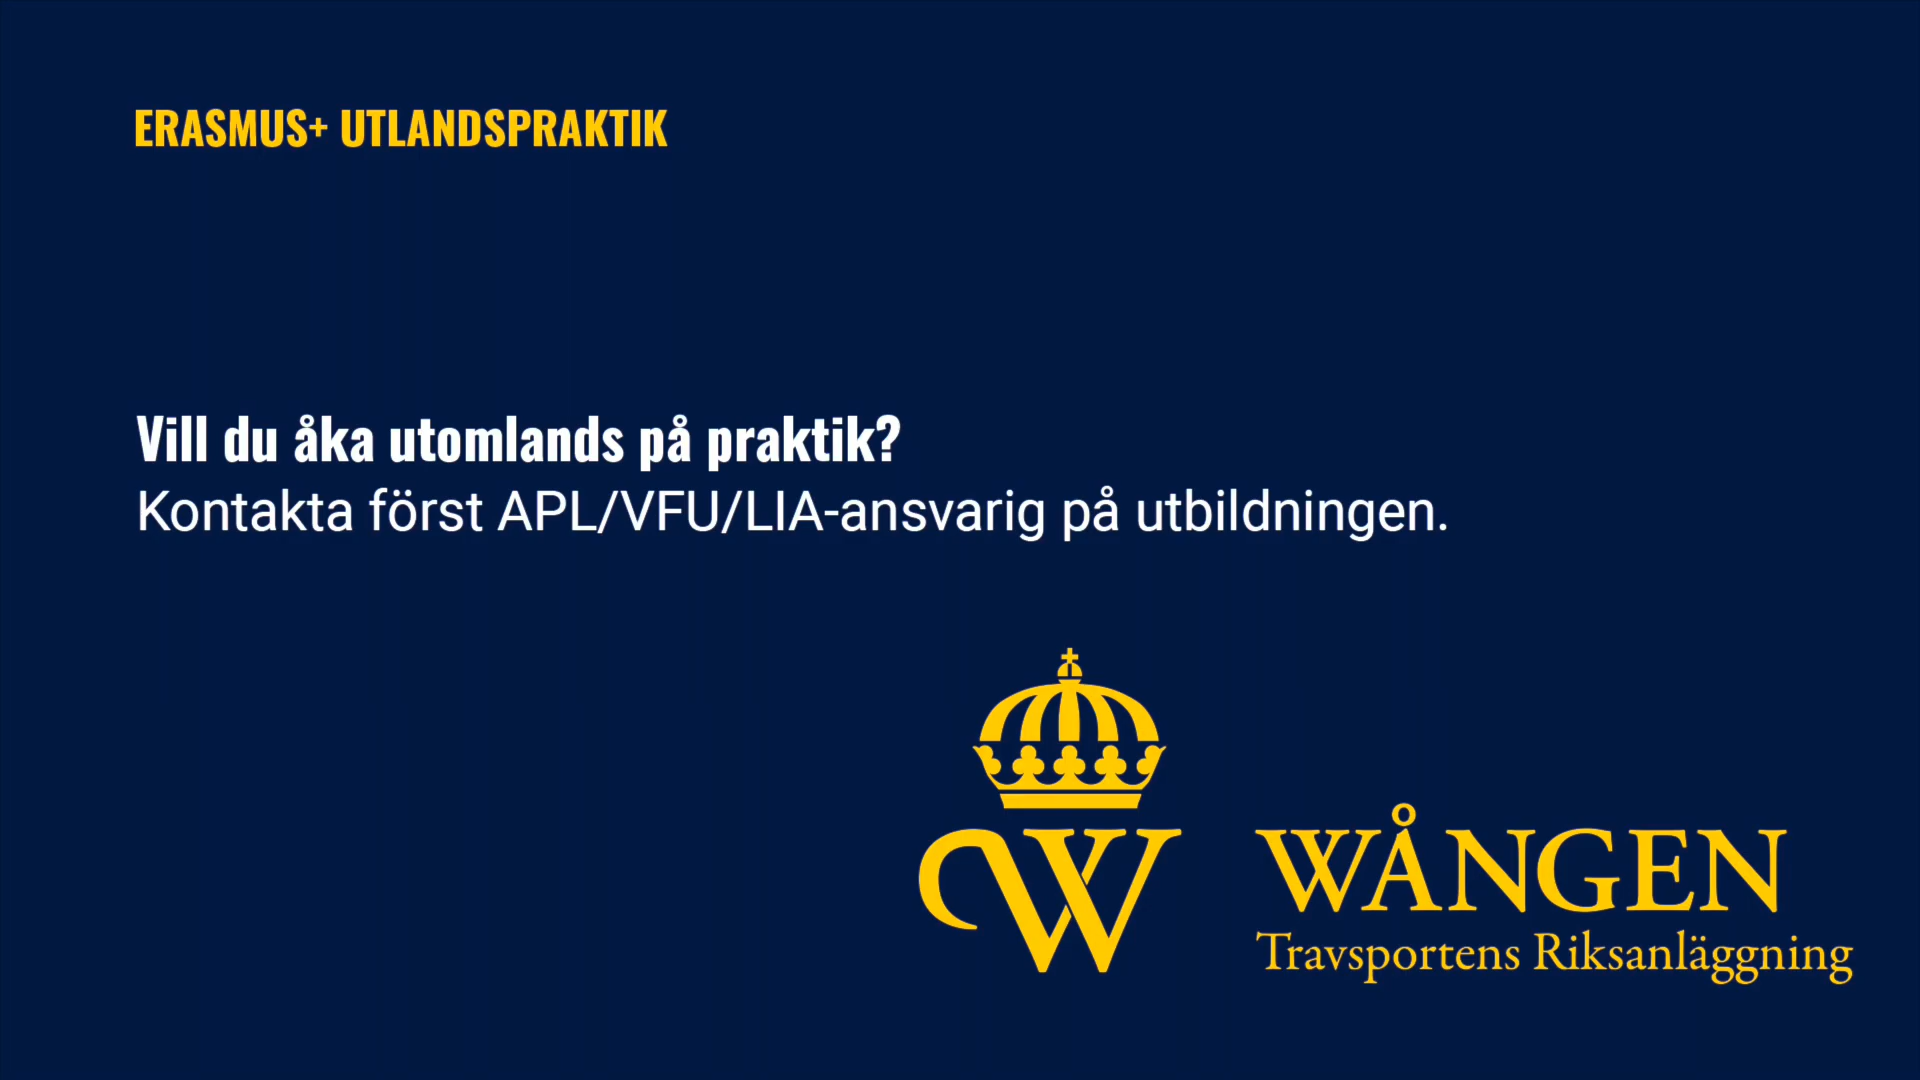 ERASMUS+ UTLANDSPRAKTIK
Vill du åka utomlands på praktik?
Kontakta först APL/VFU/LIA-ansvarig på utbildningen.
W
WÅNGEN
Travsportens Riksanläggning